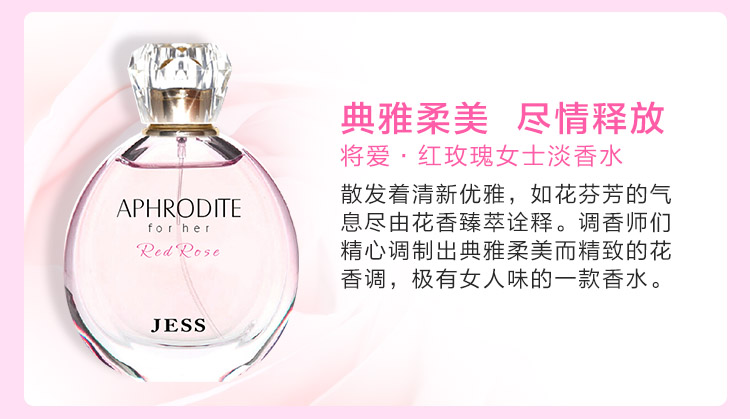 典雅柔美 尽情释放
将爱·红玫瑰女士淡香水
散发着清新优雅，如花芬芳的气
息尽由花香臻萃诠释。调香师们
精心调制出典雅柔美而精致的花
香调，极有女人味的一款香水。
APHRODITE
for her
Red Rose
JESS